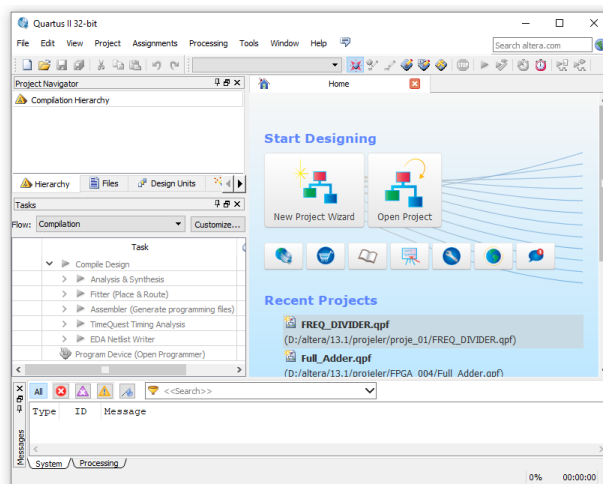 Quartus II 32-bit
File Edit View Project Assignments Processing Tools Window Help
Search altera.com
Project Navigator
Compilation Hierarchy
Hierarchy Files Design Units
Tasks
Flow: Compilation Customize...
Task
Compile Design
Analysis & Synthesis
Fitter (Place & Route)
Assembler (Generate programming files)
TimeQuest Timing Analysis
EDA Netlist Writer
Program Device (Open Programmer)
Home
Start Designing
New Project Wizard Open Project
Recent Projects
FREQ_DIVIDER.qpf
(D:/altera/13.1/projeler/proje_01/FREQ_DIVIDER.qpf)
Full_Adder.qpf
(D:/altera/13.1/projeler/FPGA_004/Full_Adder.qpf)
All <<Search>>
Type ID Message
Messages
System Processing
0% 00:00:00